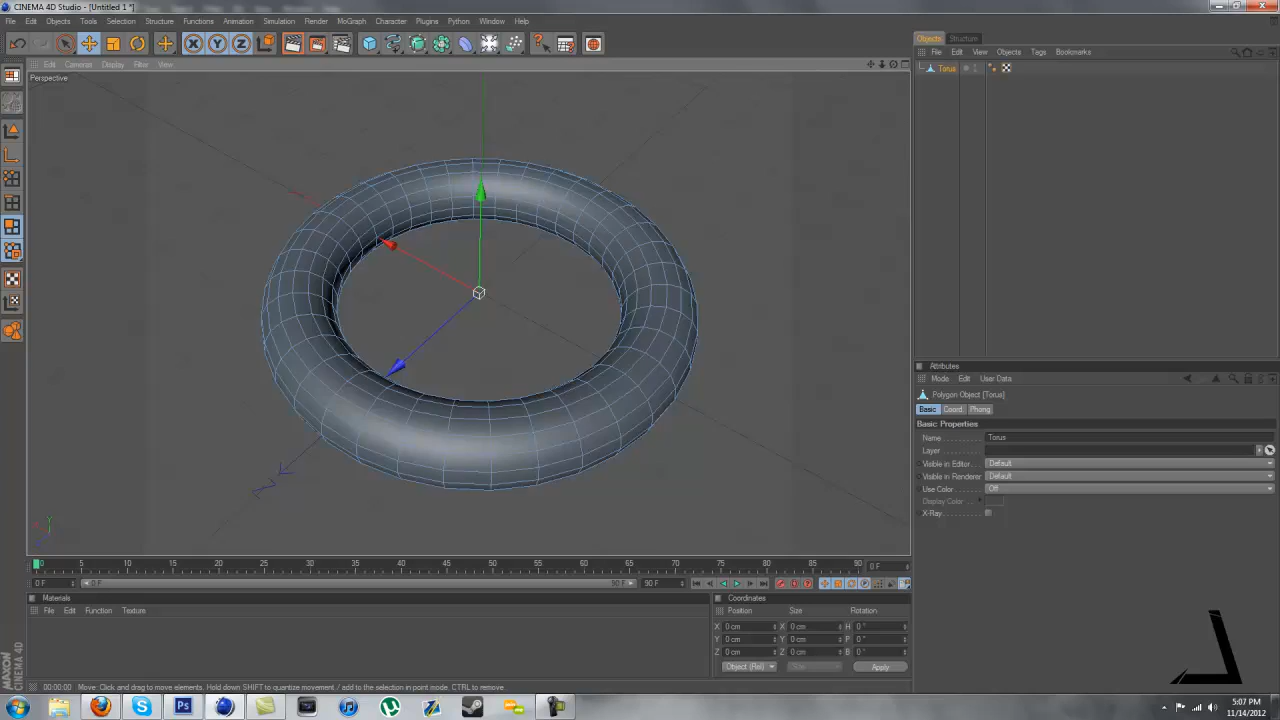 CINEMA 4D Studio - [Untitled 1 *]
File Edit Objects Tools Selection Structure Functions Animation Simulation Render MoGraph Character Plugins Python Window Help
Edit Cameras Display Filter View
Perspective
Objects Structure
File Edit View Objects Tags Bookmarks
Torus
Attributes
Mode Edit User Data
Polygon Object [Torus]
Basic Coord. Phong
Basic Properties
Name Torus
Layer
Visible in Editor Default
Visible in Renderer Default
Use Color Off
Display Color
X-Ray
0 5 10 15 20 25 30 35 40 45 50 55 60 65 70 75 80 85 90 0 F
0 F 0 F 90 F 90 F
Materials
File Edit Function Texture
Coordinates
Position Size Rotation
X 0 cm X 0 cm H 0 °
Y 0 cm Y 0 cm P 0 °
Z 0 cm Z 0 cm B 0 °
Object (Rel) Size Apply
MAXON CINEMA 4D
00:00:00 Move: Click and drag to move elements. Hold down SHIFT to quantize movement / add to the selection in point mode, CTRL to remove.
5:07 PM
11/14/2012